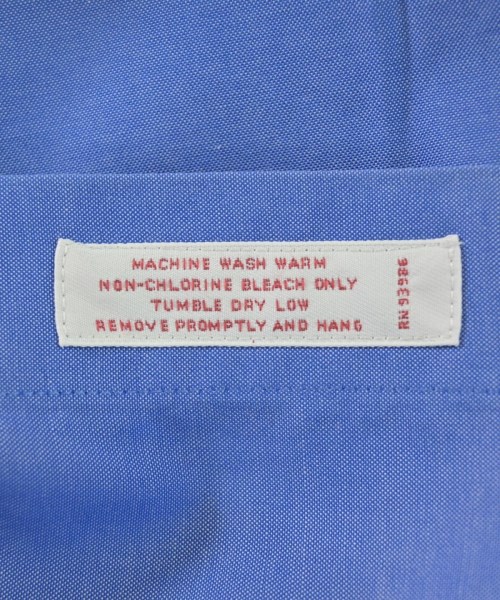 MACHINE WASH WARM
NON-CHLORINE BLEACH ONLY
TUMBLE DRY LOW
REMOVE PROMPTLY AND HANG
RN 93986